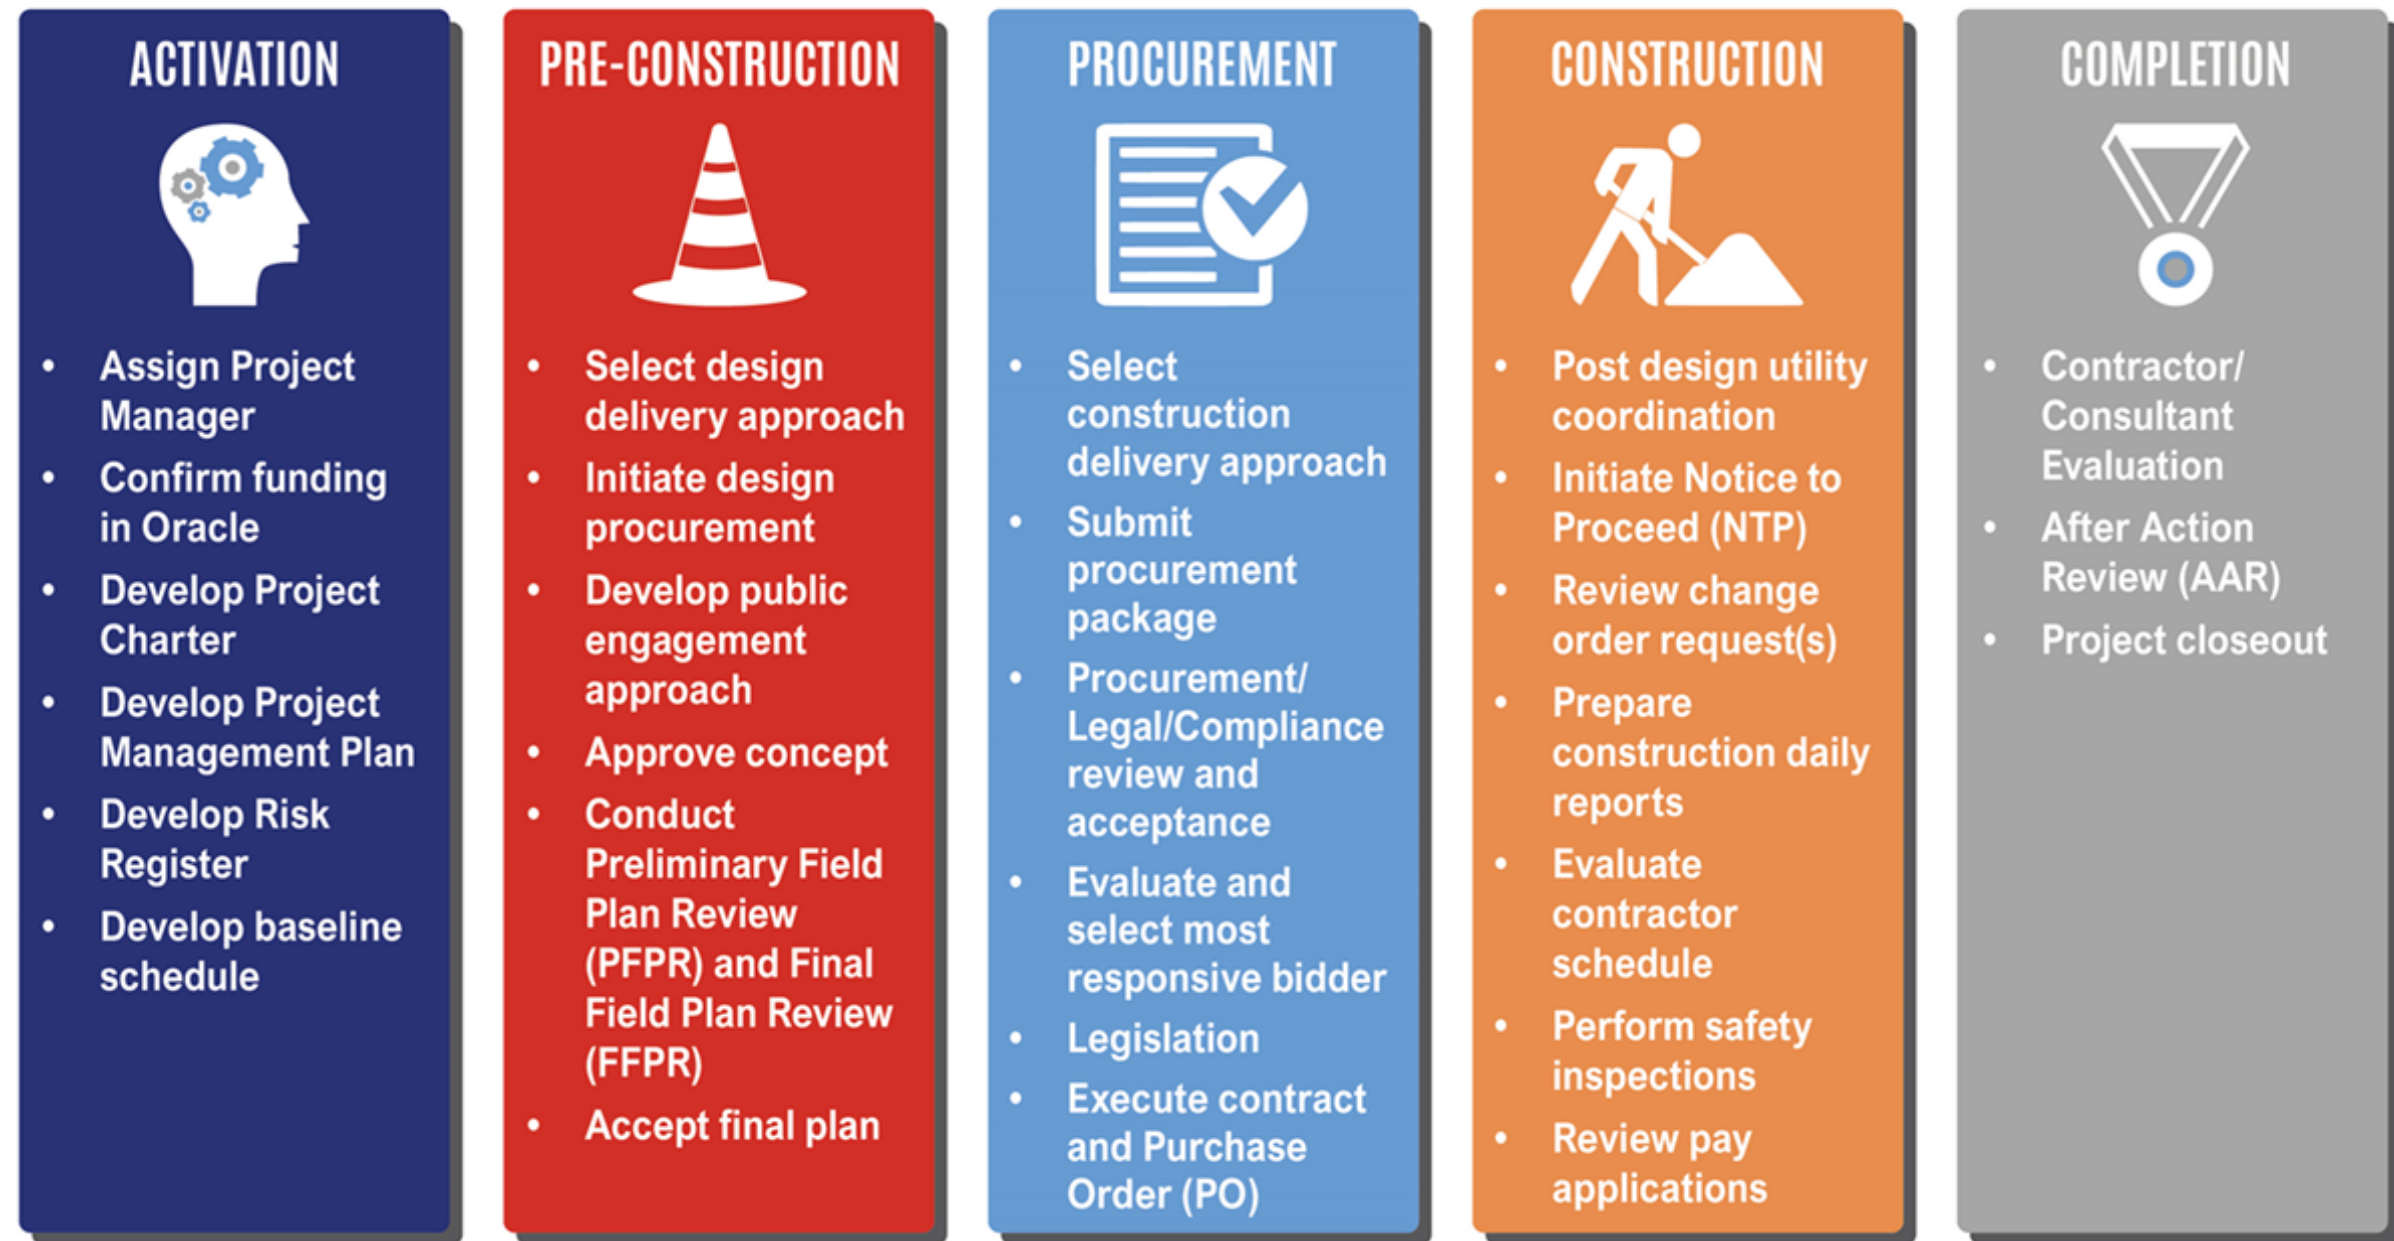 ACTIVATION
• Assign Project
Manager
• Confirm funding
in Oracle
• Develop Project
Charter
• Develop Project
Management Plan
• Develop Risk
Register
• Develop baseline
schedule
PRE-CONSTRUCTION
• Select design
delivery approach
• Initiate design
procurement
• Develop public
engagement
approach
• Approve concept
• Conduct
Preliminary Field
Plan Review
(PFPR) and Final
Field Plan Review
(FFPR)
• Accept final plan
PROCUREMENT
• Select
construction
delivery approach
• Submit
procurement
package
• Procurement/
Legal/Compliance
review and
acceptance
• Evaluate and
select most
responsive bidder
• Legislation
• Execute contract
and Purchase
Order (PO)
CONSTRUCTION
• Post design utility
coordination
• Initiate Notice to
Proceed (NTP)
• Review change
order request(s)
• Prepare
construction daily
reports
• Evaluate
contractor
schedule
• Perform safety
inspections
• Review pay
applications
COMPLETION
• Contractor/
Consultant
Evaluation
• After Action
Review (AAR)
• Project closeout